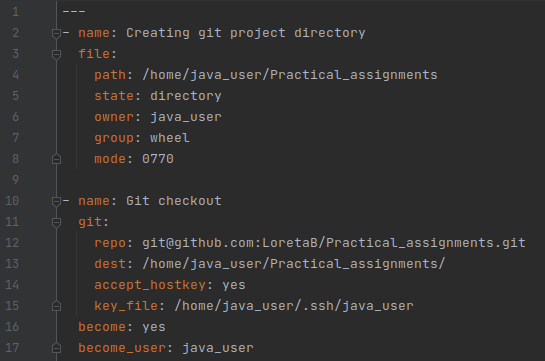 1 ---
2 - name: Creating git project directory
3   file:
4     path: /home/java_user/Practical_assignments
5     state: directory
6     owner: java_user
7     group: wheel
8     mode: 0770
9
10 - name: Git checkout
11   git:
12     repo: git@github.com:LoretaB/Practical_assignments.git
13     dest: /home/java_user/Practical_assignments/
14     accept_hostkey: yes
15     key_file: /home/java_user/.ssh/java_user
16   become: yes
17   become_user: java_user